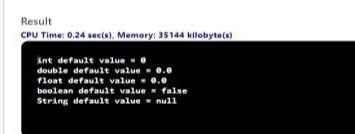 Result
CPU Time: 0.24 sec(s), Memory: 35144 kilobyte(s)
int default value = 0
double default value = 0.0
float default value = 0.0
boolean default value = false
String default value = null